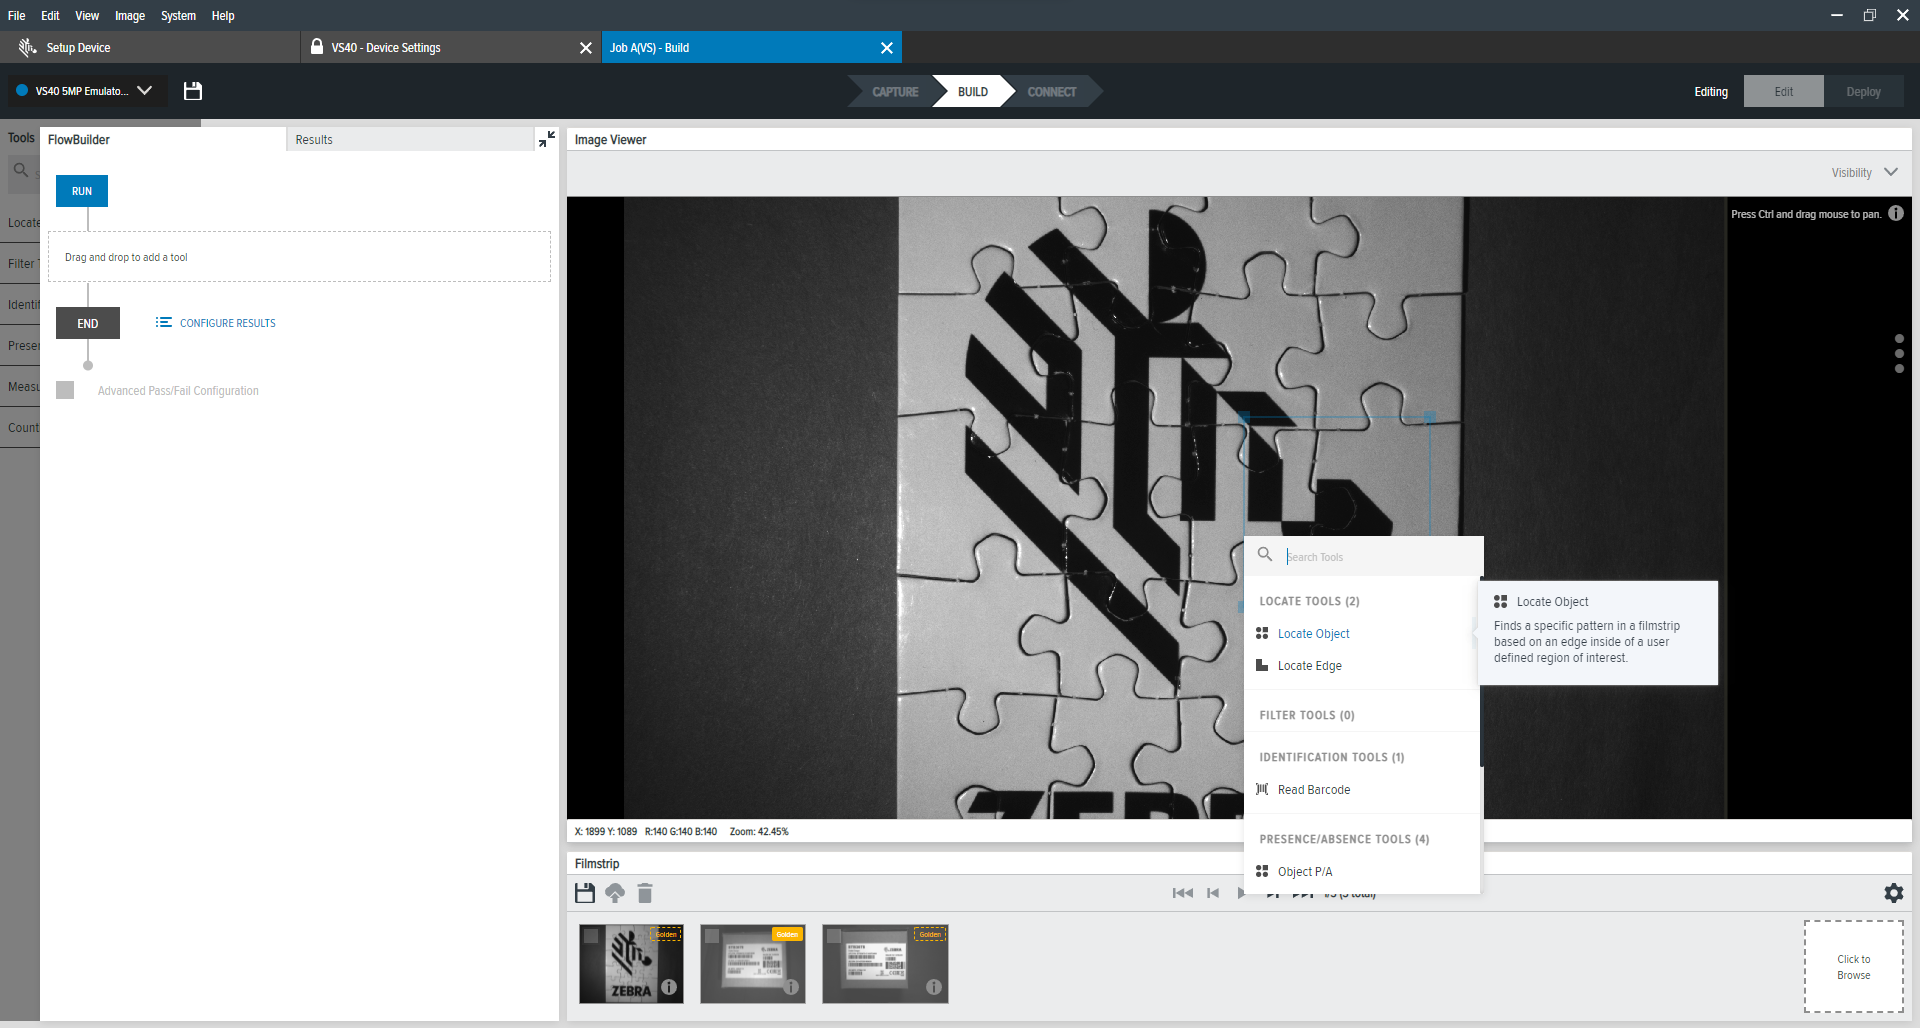 File Edit View Image System Help
Setup Device
VS40 - Device Settings
Job A(VS) - Build
VS40 5MP Emulato...
CAPTURE
BUILD
CONNECT
Editing
Edit
Deploy
Tools
FlowBuilder
Results
Image Viewer
Visibility
RUN
Press Ctrl and drag mouse to pan.
Locate
Drag and drop to add a tool
Filter T
Identif
END
CONFIGURE RESULTS
Presen
Advanced Pass/Fail Configuration
Measu
Count
Search Tools
LOCATE TOOLS (2)
Locate Object
Locate Edge
FILTER TOOLS (0)
IDENTIFICATION TOOLS (1)
Read Barcode
PRESENCE/ABSENCE TOOLS (4)
Object P/A
Locate Object
Finds a specific pattern in a filmstrip
based on an edge inside of a user
defined region of interest.
X: 1899 Y: 1089 R:140 G:140 B:140 Zoom: 42.45%
Filmstrip
Golden
ZEBRA
Golden
Golden
Click to
Browse